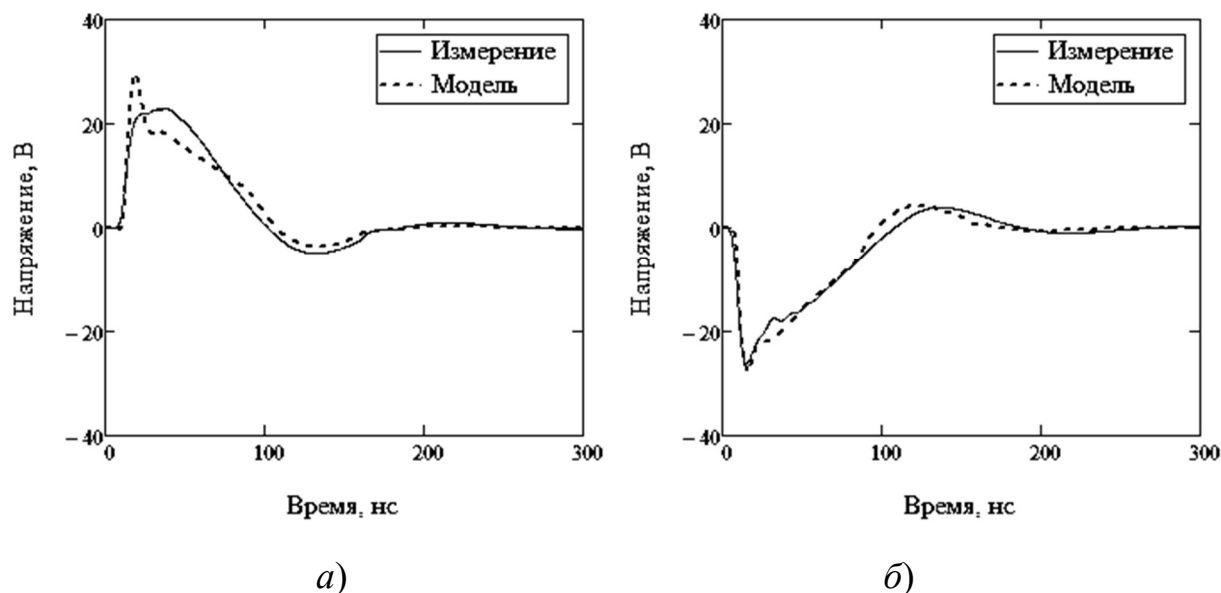 40
20
0
−20
−40
Напряжение, В
Измерение
Модель
0
100
200
300
Время, нс
а)
40
20
0
−20
−40
Напряжение, В
Измерение
Модель
0
100
200
300
Время, нс
б)